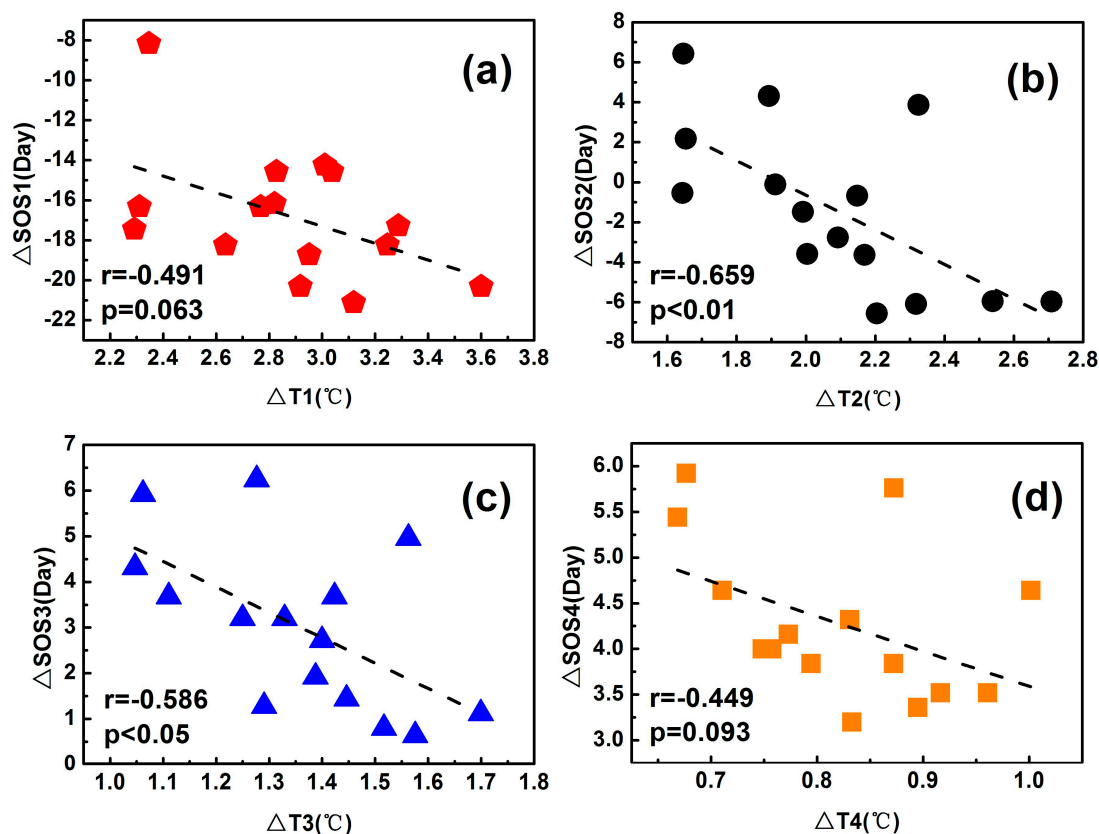 (a)
△SOS1(Day)
-8
-10
-12
-14
-16
-18
-20
-22
r=-0.491
p=0.063
2.2 2.4 2.6 2.8 3.0 3.2 3.4 3.6 3.8
△T1(℃)
(b)
△SOS2(Day)
8
6
4
2
0
-2
-4
-6
-8
r=-0.659
p<0.01
1.6 1.8 2.0 2.2 2.4 2.6 2.8
△T2(℃)
(c)
△SOS3(Day)
7
6
5
4
3
2
1
0
r=-0.586
p<0.05
1.0 1.1 1.2 1.3 1.4 1.5 1.6 1.7 1.8
△T3(℃)
(d)
△SOS4(Day)
6.0
5.5
5.0
4.5
4.0
3.5
3.0
r=-0.449
p=0.093
0.7 0.8 0.9 1.0
△T4(℃)